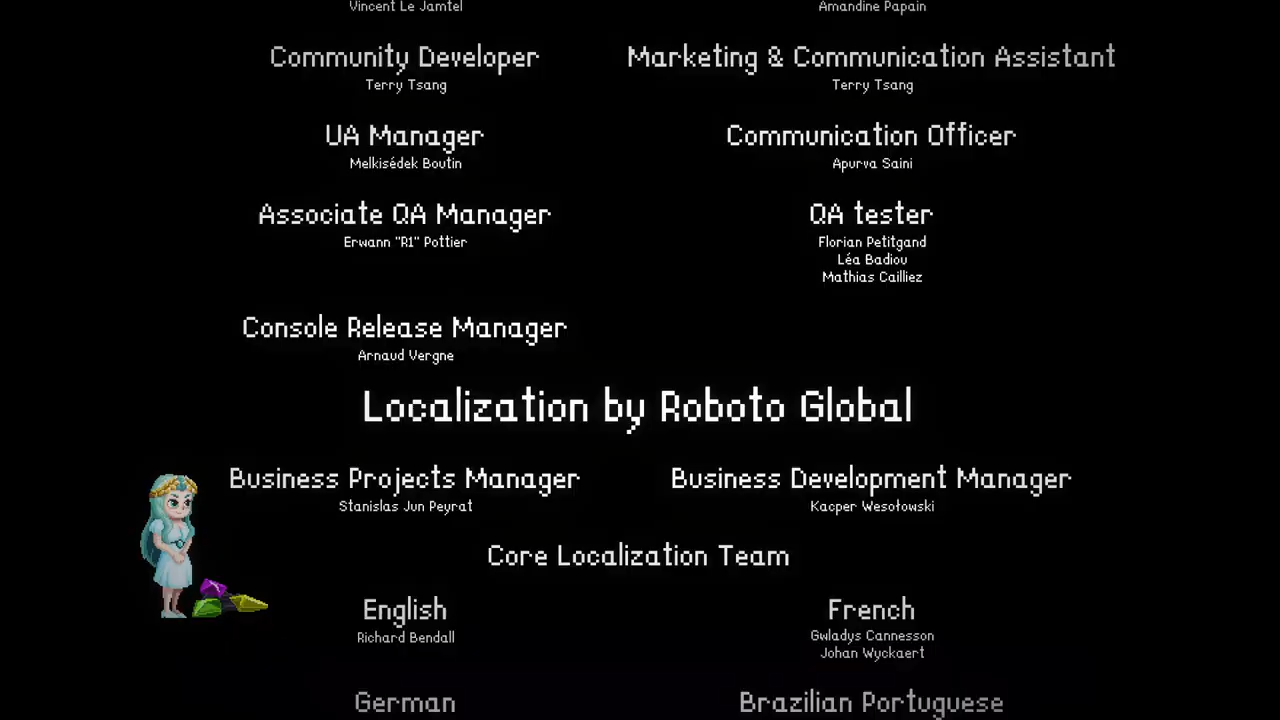 Vincent Le Jamtel
Amandine Papain
Community Developer
Marketing & Communication Assistant
Terry Tsang
Terry Tsang
UA Manager
Communication Officer
Melkisédek Boutin
Apurva Saini
Associate QA Manager
QA tester
Erwann "R1" Pottier
Florian Petitgand
Léa Badiou
Mathias Cailliez
Console Release Manager
Arnaud Vergne
Localization by Roboto Global
Business Projects Manager
Business Development Manager
Stanislas Jun Peyrat
Kacper Wesołowski
Core Localization Team
English
French
Richard Bendall
Gwladys Cannesson
Johan Wyckaert
German
Brazilian Portuguese